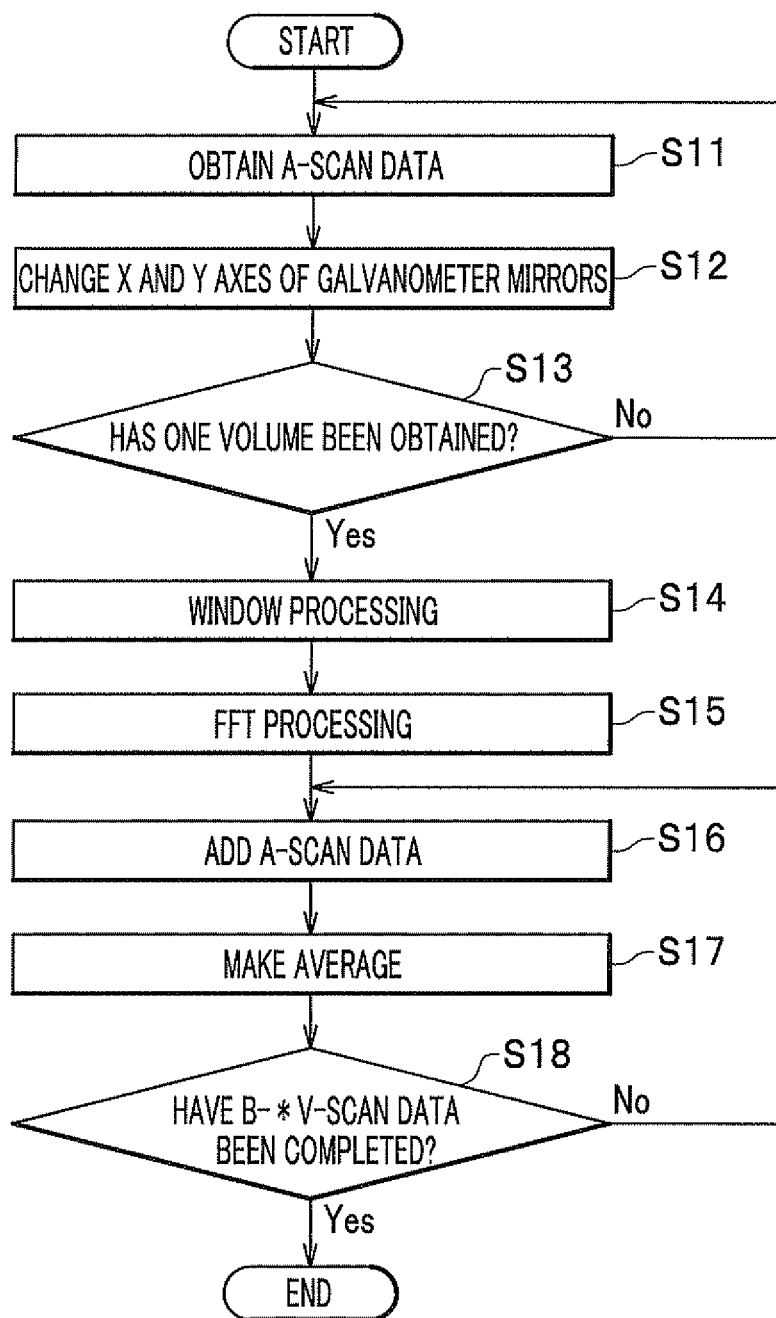 START
OBTAIN A-SCAN DATA
S11
CHANGE X AND Y AXES OF GALVANOMETER MIRRORS
S12
S13
HAS ONE VOLUME BEEN OBTAINED?
No
Yes
WINDOW PROCESSING
S14
FFT PROCESSING
S15
ADD A-SCAN DATA
S16
MAKE AVERAGE
S17
S18
HAVE B- * V-SCAN DATA
BEEN COMPLETED?
No
Yes
END